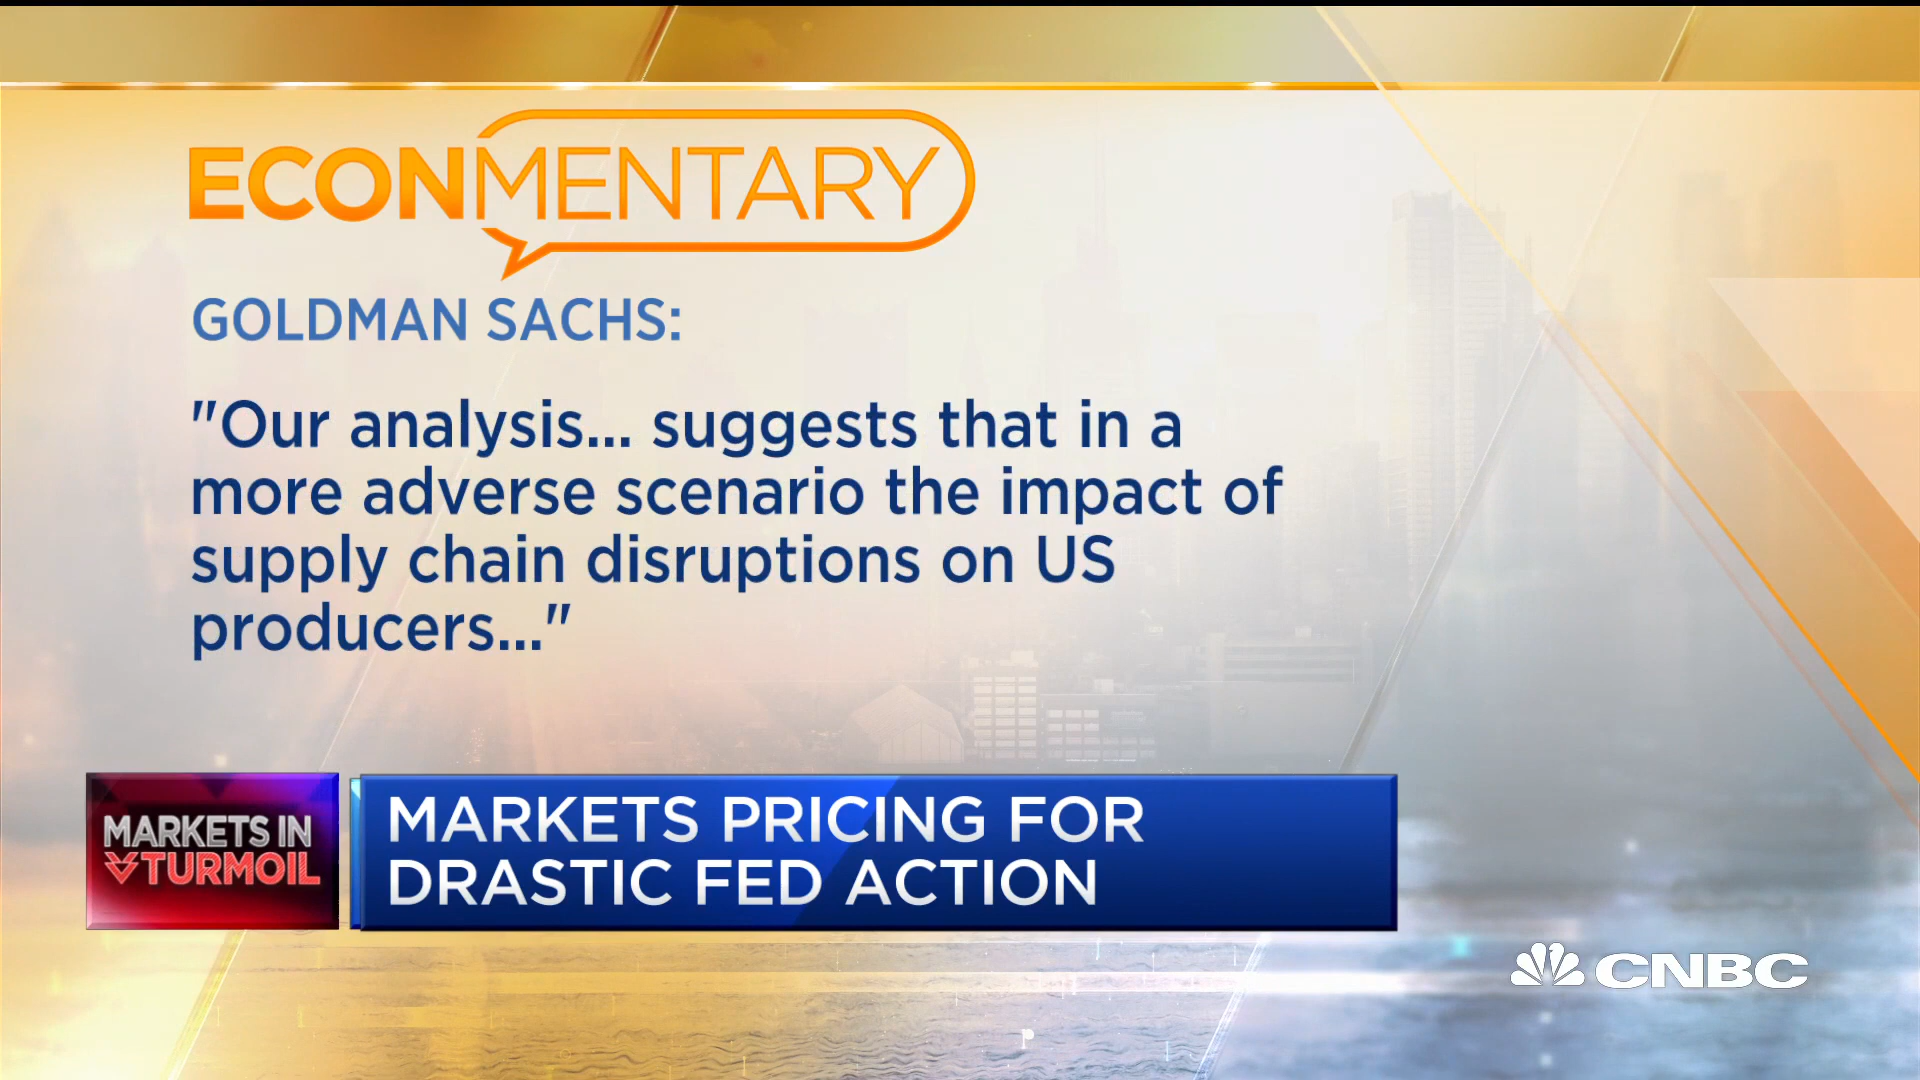 ECONMENTARY
GOLDMAN SACHS:
"Our analysis... suggests that in a
more adverse scenario the impact of
supply chain disruptions on US
producers..."
MARKETS IN
TURMOIL
MARKETS PRICING FOR
DRASTIC FED ACTION
CNBC